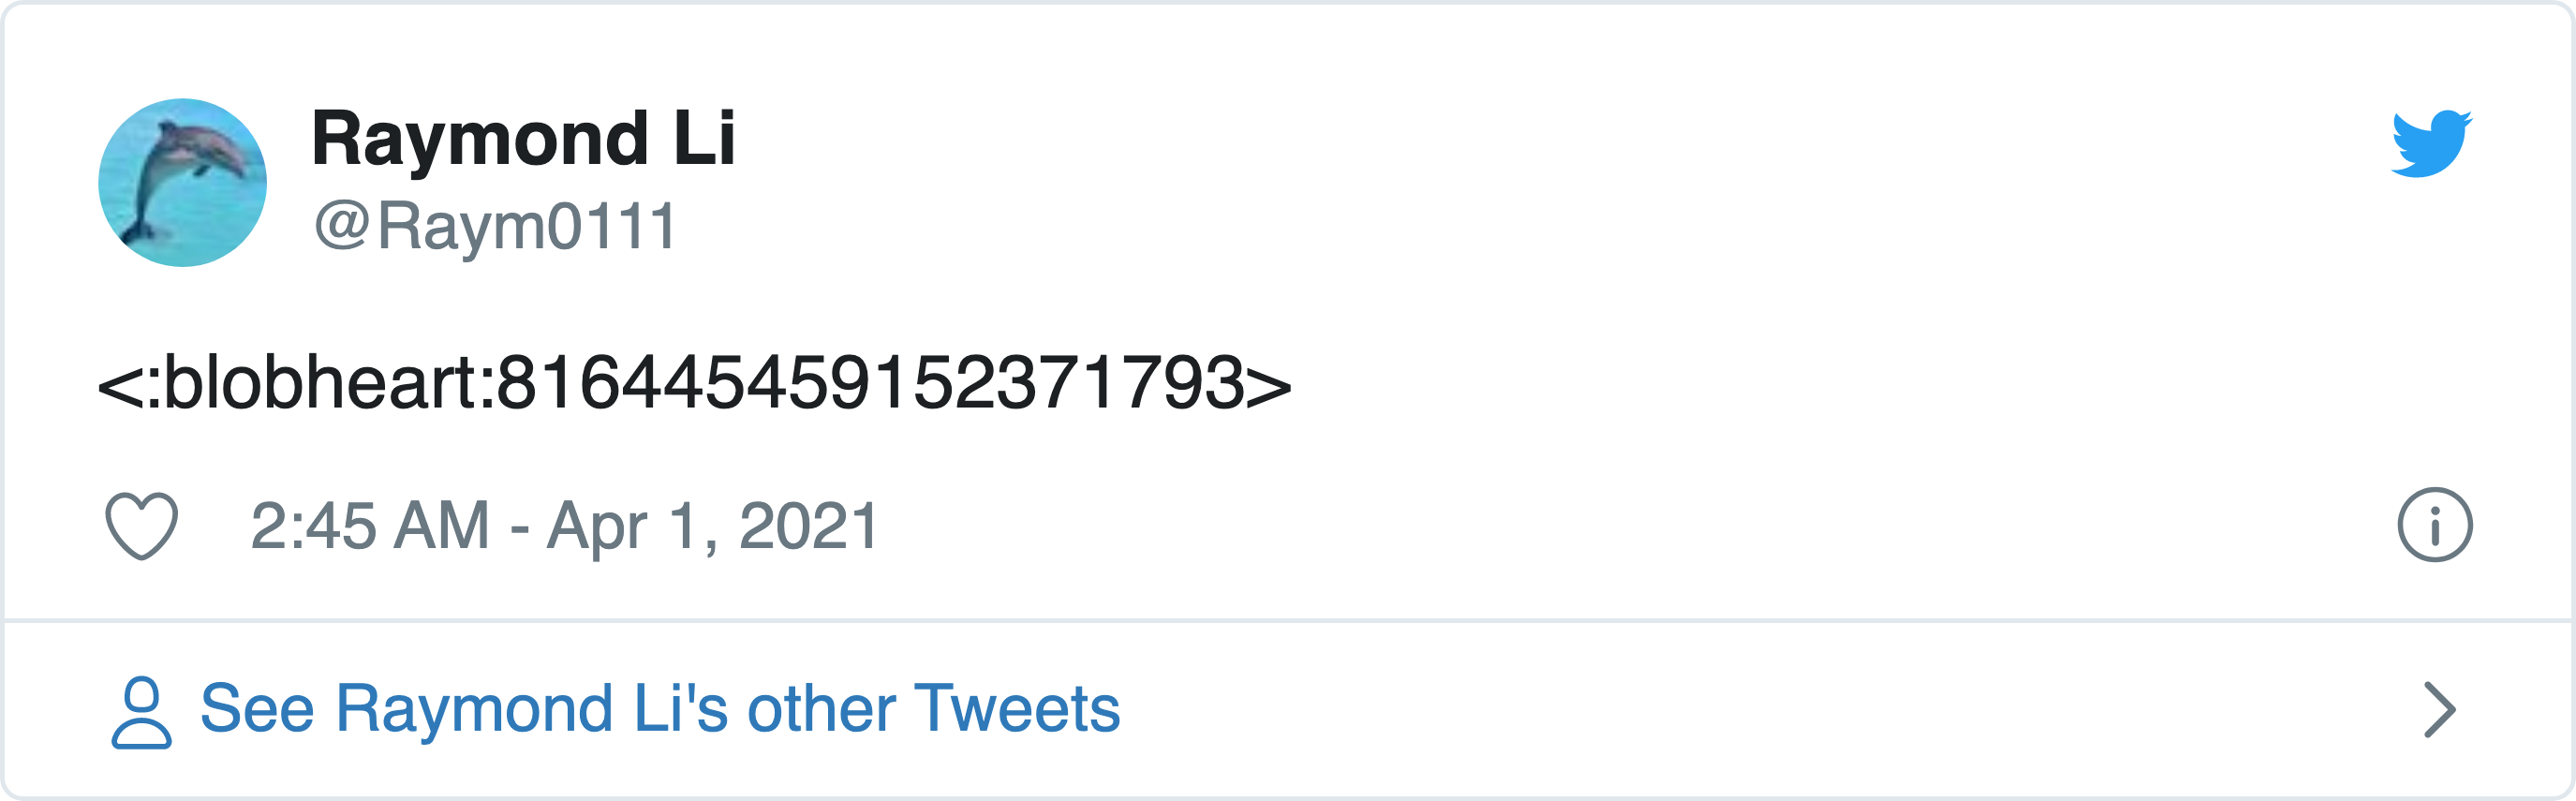 Raymond Li
@Raym0111
<:blobheart:816445459152371793>
2:45 AM - Apr 1, 2021
See Raymond Li's other Tweets